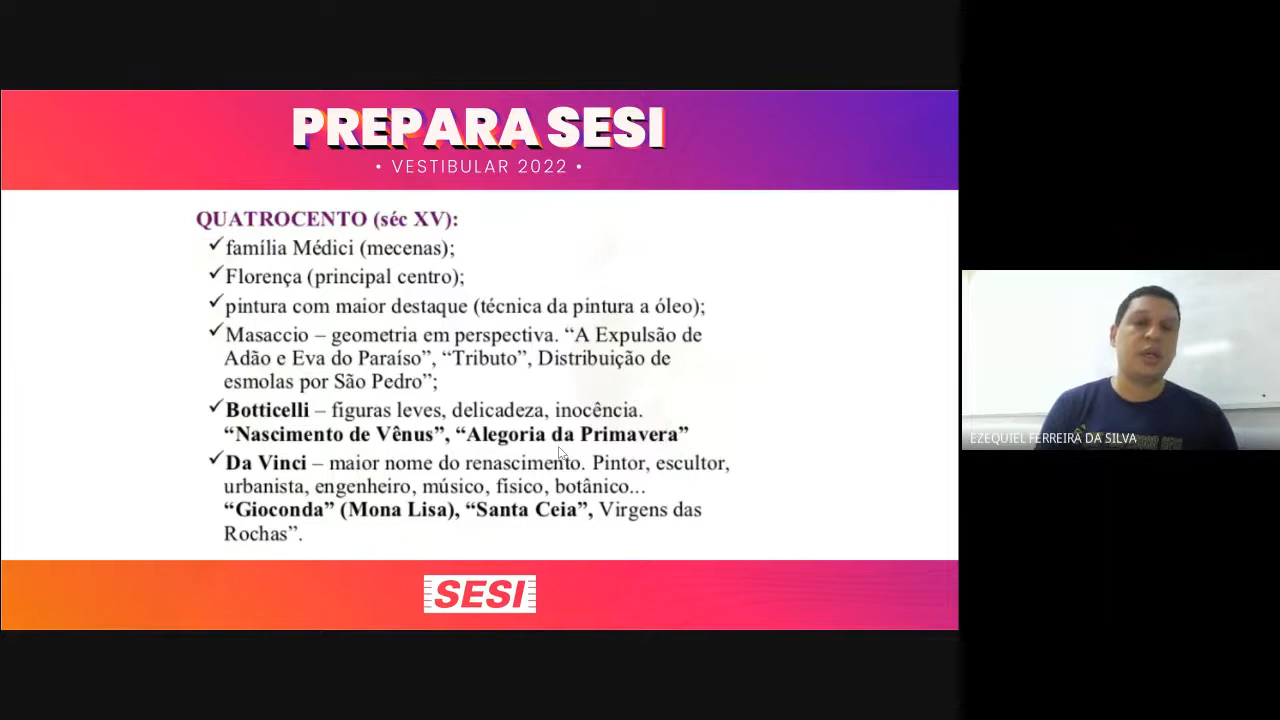 PREPARA SESI
• VESTIBULAR 2022 •
QUATROCENTO (séc XV):
família Médici (mecenas);
Florença (principal centro);
pintura com maior destaque (técnica da pintura a óleo);
Masaccio – geometria em perspectiva. “A Expulsão de
Adão e Eva do Paraíso”, “Tributo”, Distribuição de
esmolas por São Pedro”;
Botticelli – figuras leves, delicadeza, inocência.
“Nascimento de Vênus”, “Alegoria da Primavera”
Da Vinci – maior nome do renascimento. Pintor, escultor,
urbanista, engenheiro, músico, físico, botânico...
“Gioconda” (Mona Lisa), “Santa Ceia”, Virgens das
Rochas”.
SESI
EZEQUIEL FERREIRA DA SILVA